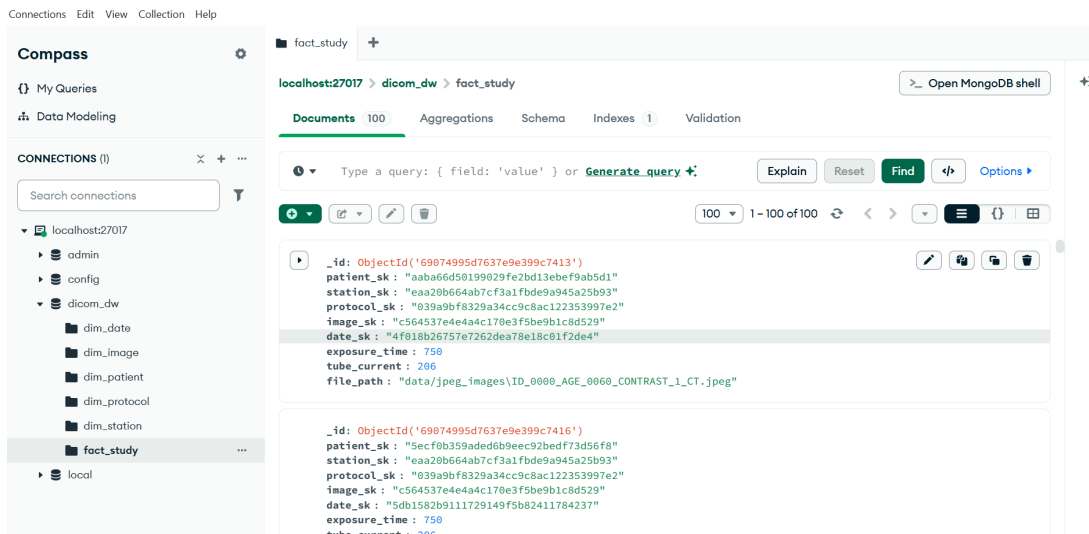 Connections Edit View Collection Help
Compass
My Queries
Data Modeling
CONNECTIONS (1)
Search connections
localhost:27017
admin
config
dicom_dw
dim_date
dim_image
dim_patient
dim_protocol
dim_station
fact_study
local
fact_study
localhost:27017 > dicom_dw > fact_study
>_ Open MongoDB shell
Documents 100 Aggregations Schema Indexes 1 Validation
Type a query: { field: 'value' } or Generate query
Explain Reset Find </> Options
100 1 – 100 of 100 {}
_id: ObjectId('69074995d7637e9e399c7413')
patient_sk : "aaba66d50199029fe2bd13ebef9ab5d1"
station_sk : "eaa20b664ab7cf3a1fbde9a945a25b93"
protocol_sk : "039a9bf8329a34cc9c8ac122353997e2"
image_sk : "c564537e4e4a4c170e3f5be9b1c8d529"
date_sk : "4f018b26757e7262dea78e18c01f2de4"
exposure_time : 750
tube_current : 206
file_path : "data/jpeg_images\ID_0000_AGE_0060_CONTRAST_1_CT.jpeg"
_id: ObjectId('69074995d7637e9e399c7416')
patient_sk : "5ecf0b359aded6b9eec92bedf73d56f8"
station_sk : "eaa20b664ab7cf3a1fbde9a945a25b93"
protocol_sk : "039a9bf8329a34cc9c8ac122353997e2"
image_sk : "c564537e4e4a4c170e3f5be9b1c8d529"
date_sk : "5db1582b9111729149f5b82411784237"
exposure_time : 750
tube_current : 206